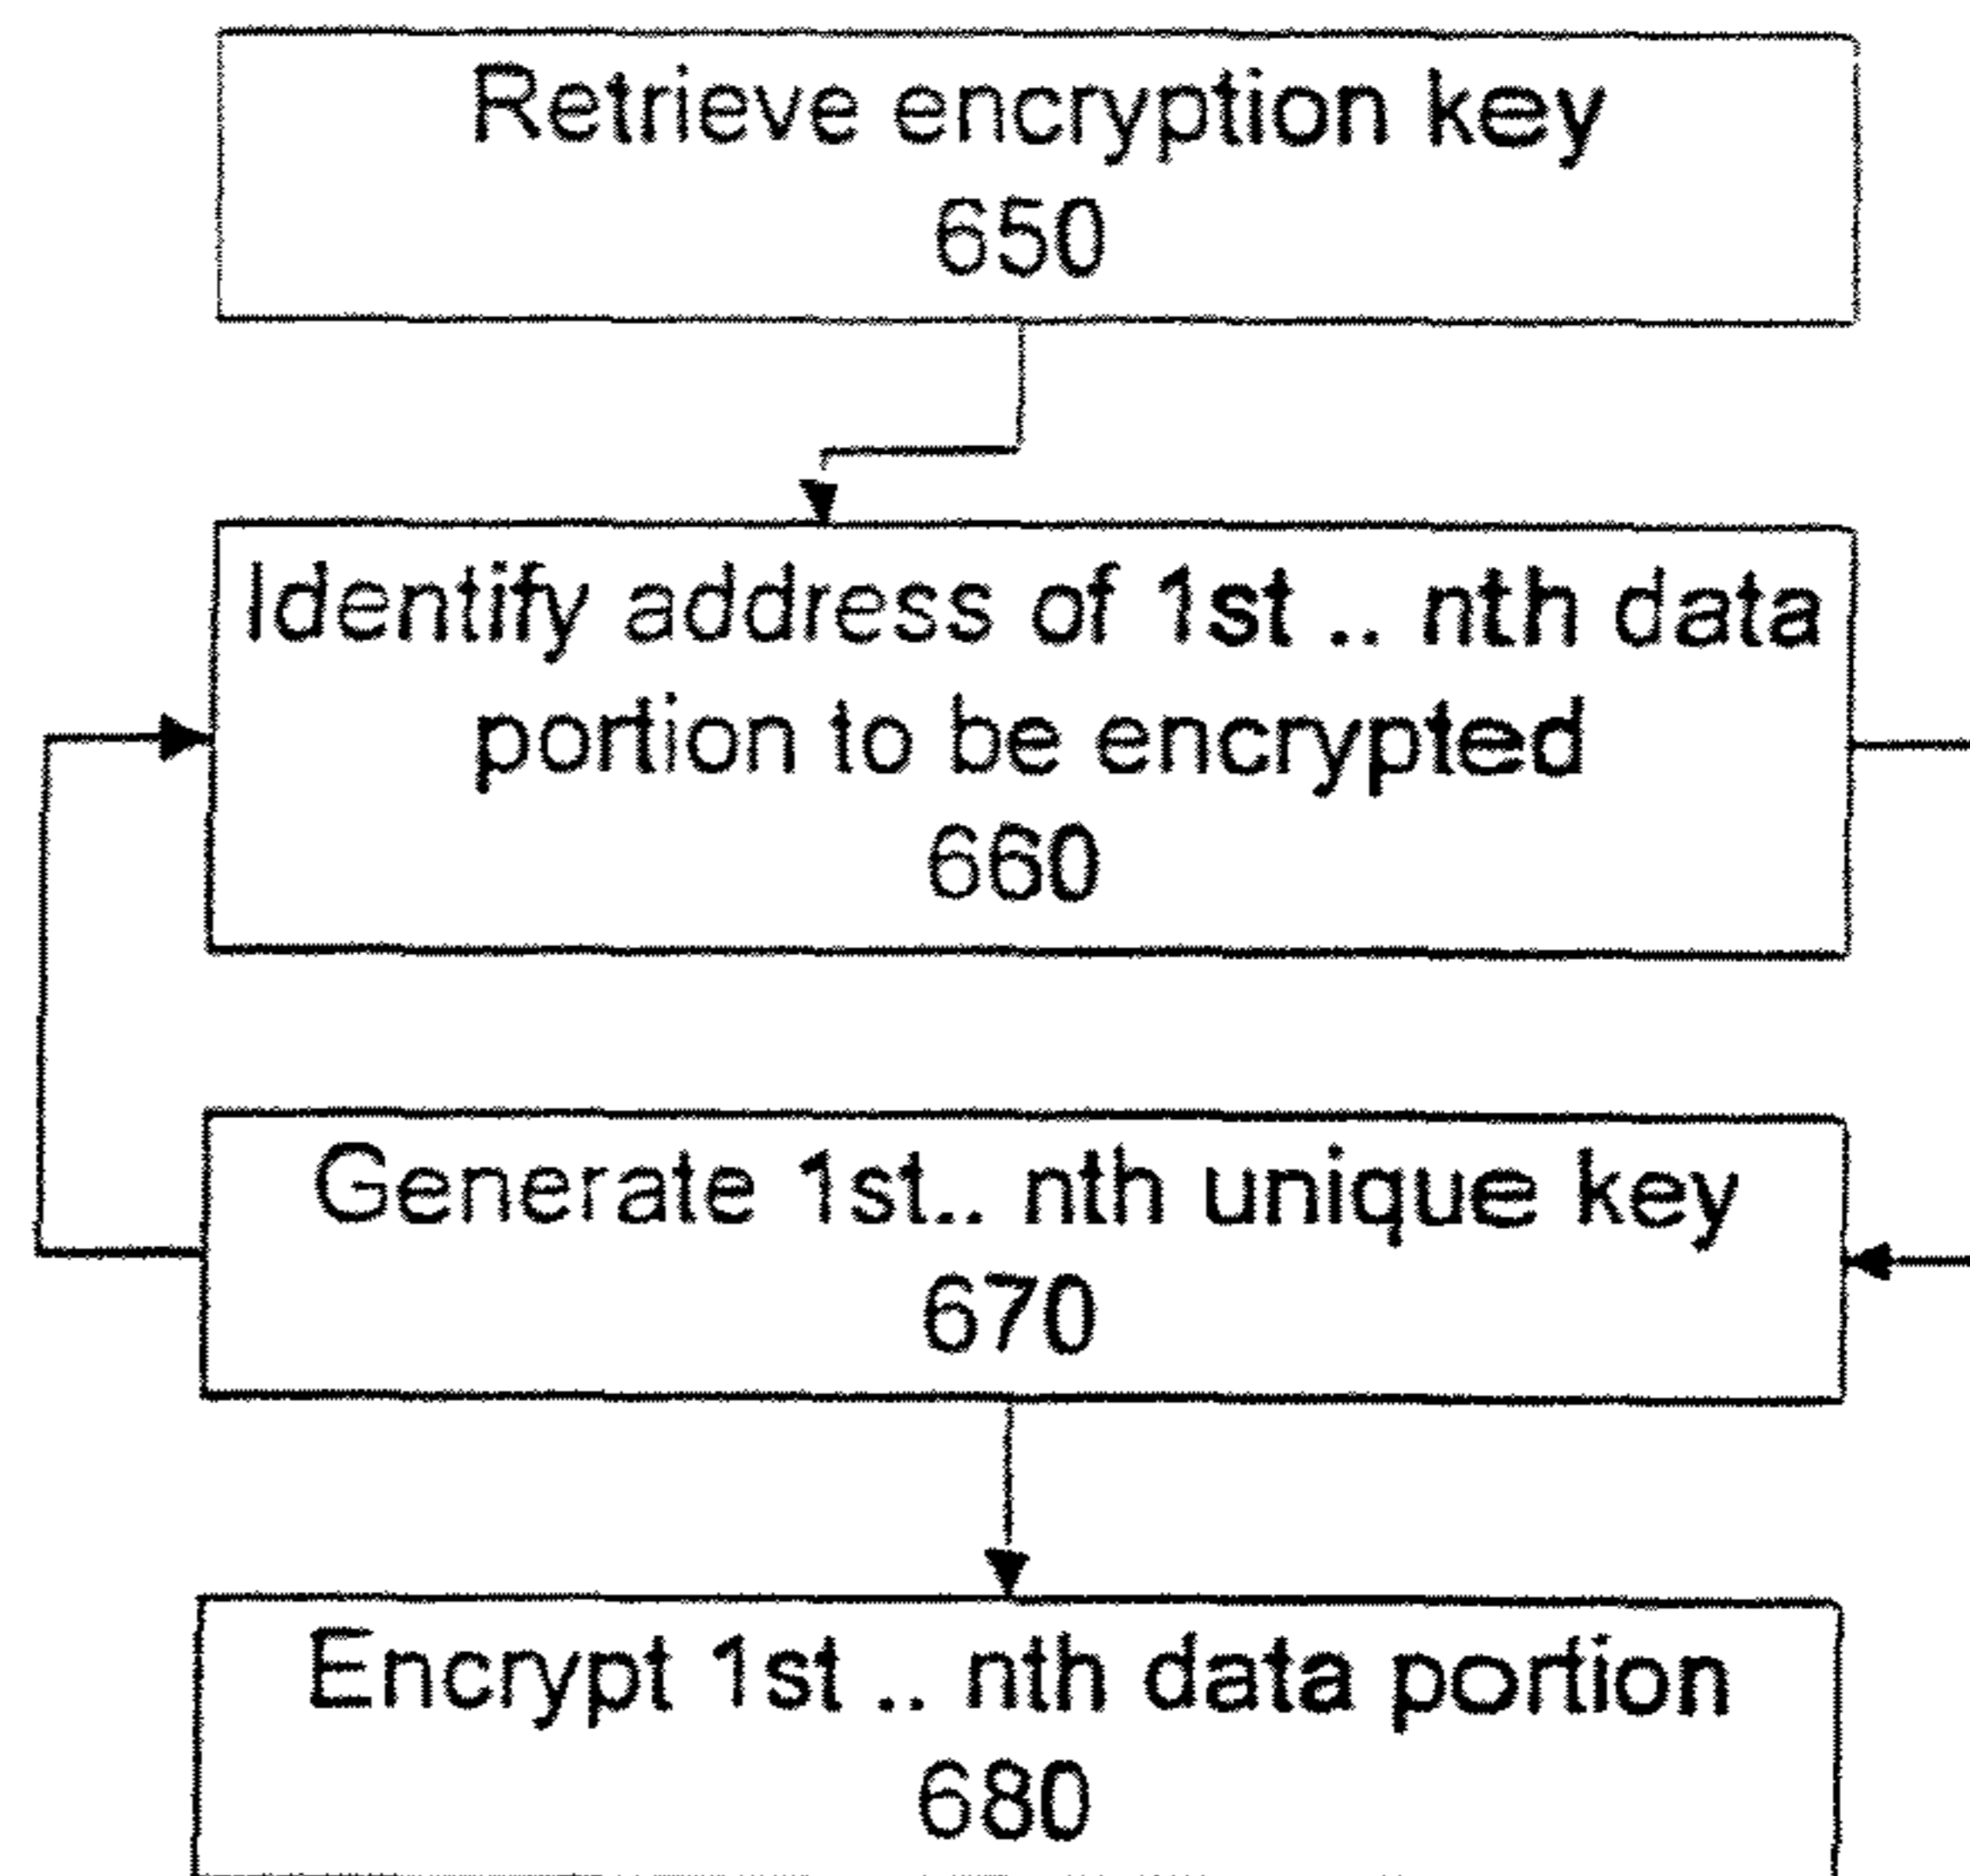 Retrieve encryption key
650
Identify address of 1st .. nth data
portion to be encrypted
660
Generate 1st.. nth unique key
670
Encrypt 1st .. nth data portion
680